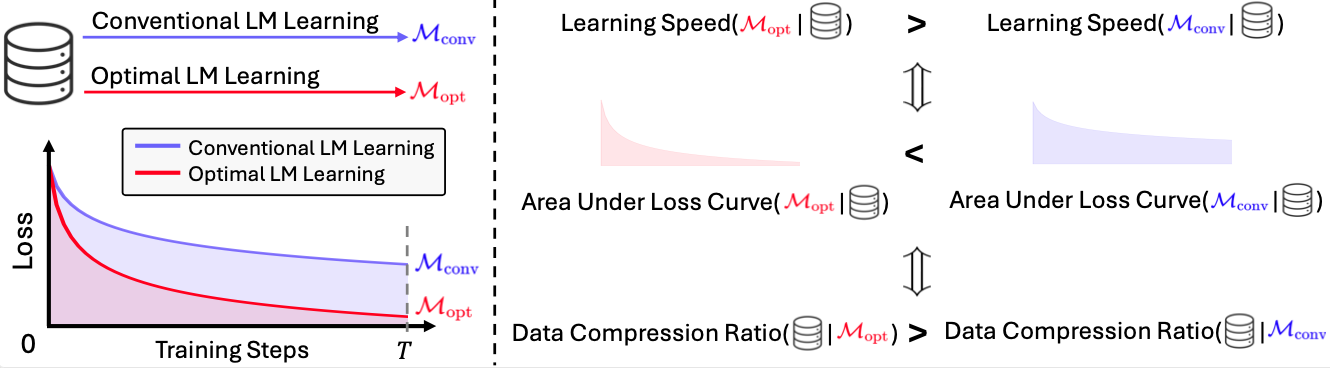 Conventional LM Learning
𝓜conv
Optimal LM Learning
𝓜opt
Conventional LM Learning
Optimal LM Learning
Loss
𝓜conv
𝓜opt
0
Training Steps
T
Learning Speed(𝓜opt | ) > Learning Speed(𝓜conv | )
<
Area Under Loss Curve(𝓜opt | ) Area Under Loss Curve(𝓜conv | )
Data Compression Ratio( | 𝓜opt) > Data Compression Ratio( | 𝓜conv